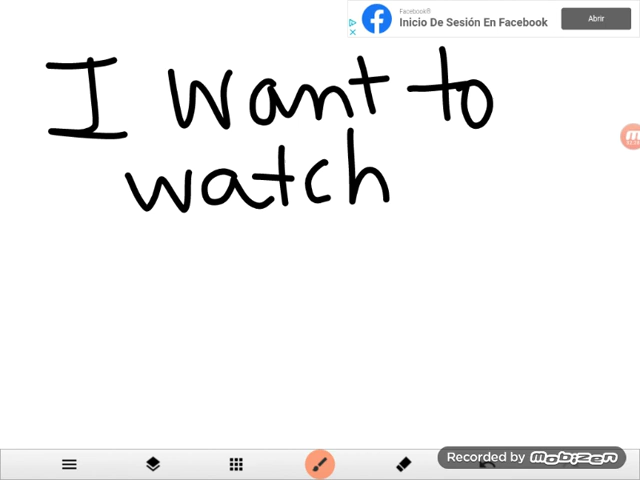 Facebook®
Inicio De Sesión En Facebook
Abrir
I want to
watch
Recorded by Mobizen